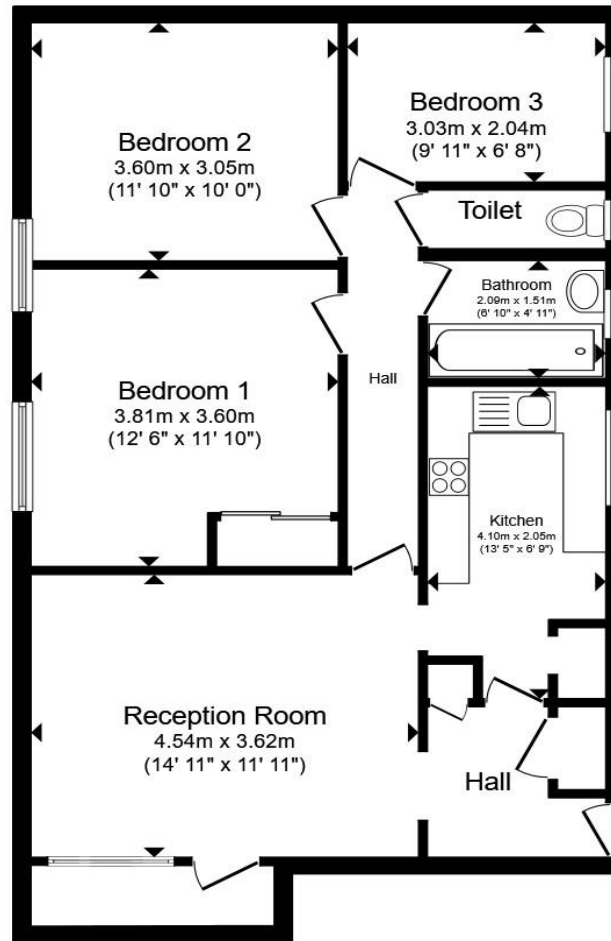 Bedroom 2
3.60m x 3.05m
(11' 10" x 10' 0")
Bedroom 3
3.03m x 2.04m
(9' 11" x 6' 8")
Toilet
Bathroom
2.09m x 1.51m
(6' 10" x 4' 11")
Bedroom 1
3.81m x 3.60m
(12' 6" x 11' 10")
Hall
Kitchen
4.10m x 2.05m
(13' 5" x 6' 9")
Reception Room
4.54m x 3.62m
(14' 11" x 11' 11")
Hall